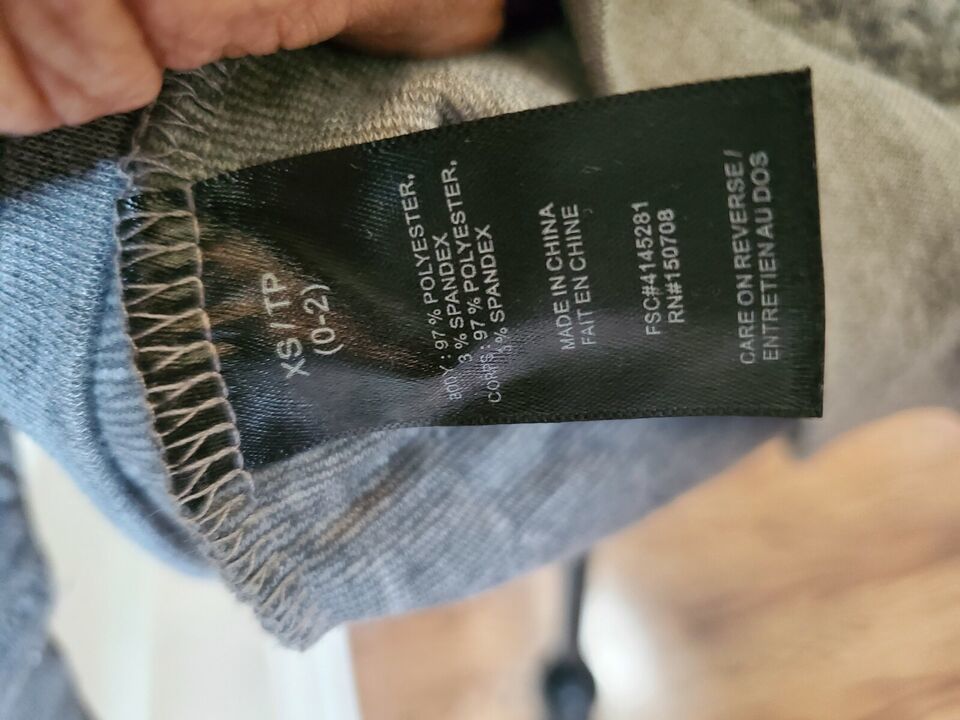 XS / TP
(0-2)
BODY : 97 % POLYESTER,
3 % SPANDEX
CORPS : 97 % POLYESTER,
3 % SPANDEX
MADE IN CHINA
FAIT EN CHINE
FSC#4145281
RN#150708
CARE ON REVERSE /
ENTRETIEN AU DOS